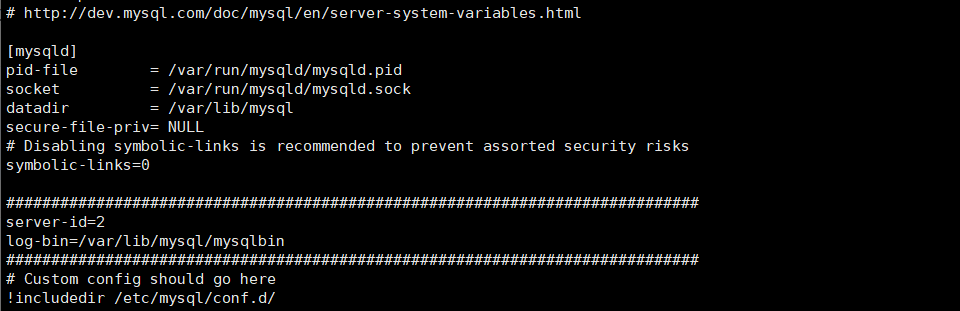 # http://dev.mysql.com/doc/mysql/en/server-system-variables.html
[mysqld]
pid-file        = /var/run/mysqld/mysqld.pid
socket          = /var/run/mysqld/mysqld.sock
datadir         = /var/lib/mysql
secure-file-priv= NULL
# Disabling symbolic-links is recommended to prevent assorted security risks
symbolic-links=0
#############################################################################
server-id=2
log-bin=/var/lib/mysql/mysqlbin
#############################################################################
# Custom config should go here
!includedir /etc/mysql/conf.d/